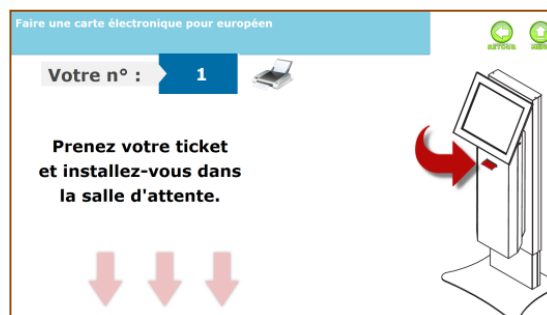 Faire une carte électronique pour européen
RETOUR
MENU
Votre n° :
1
Prenez votre ticket
et installez-vous dans
la salle d'attente.